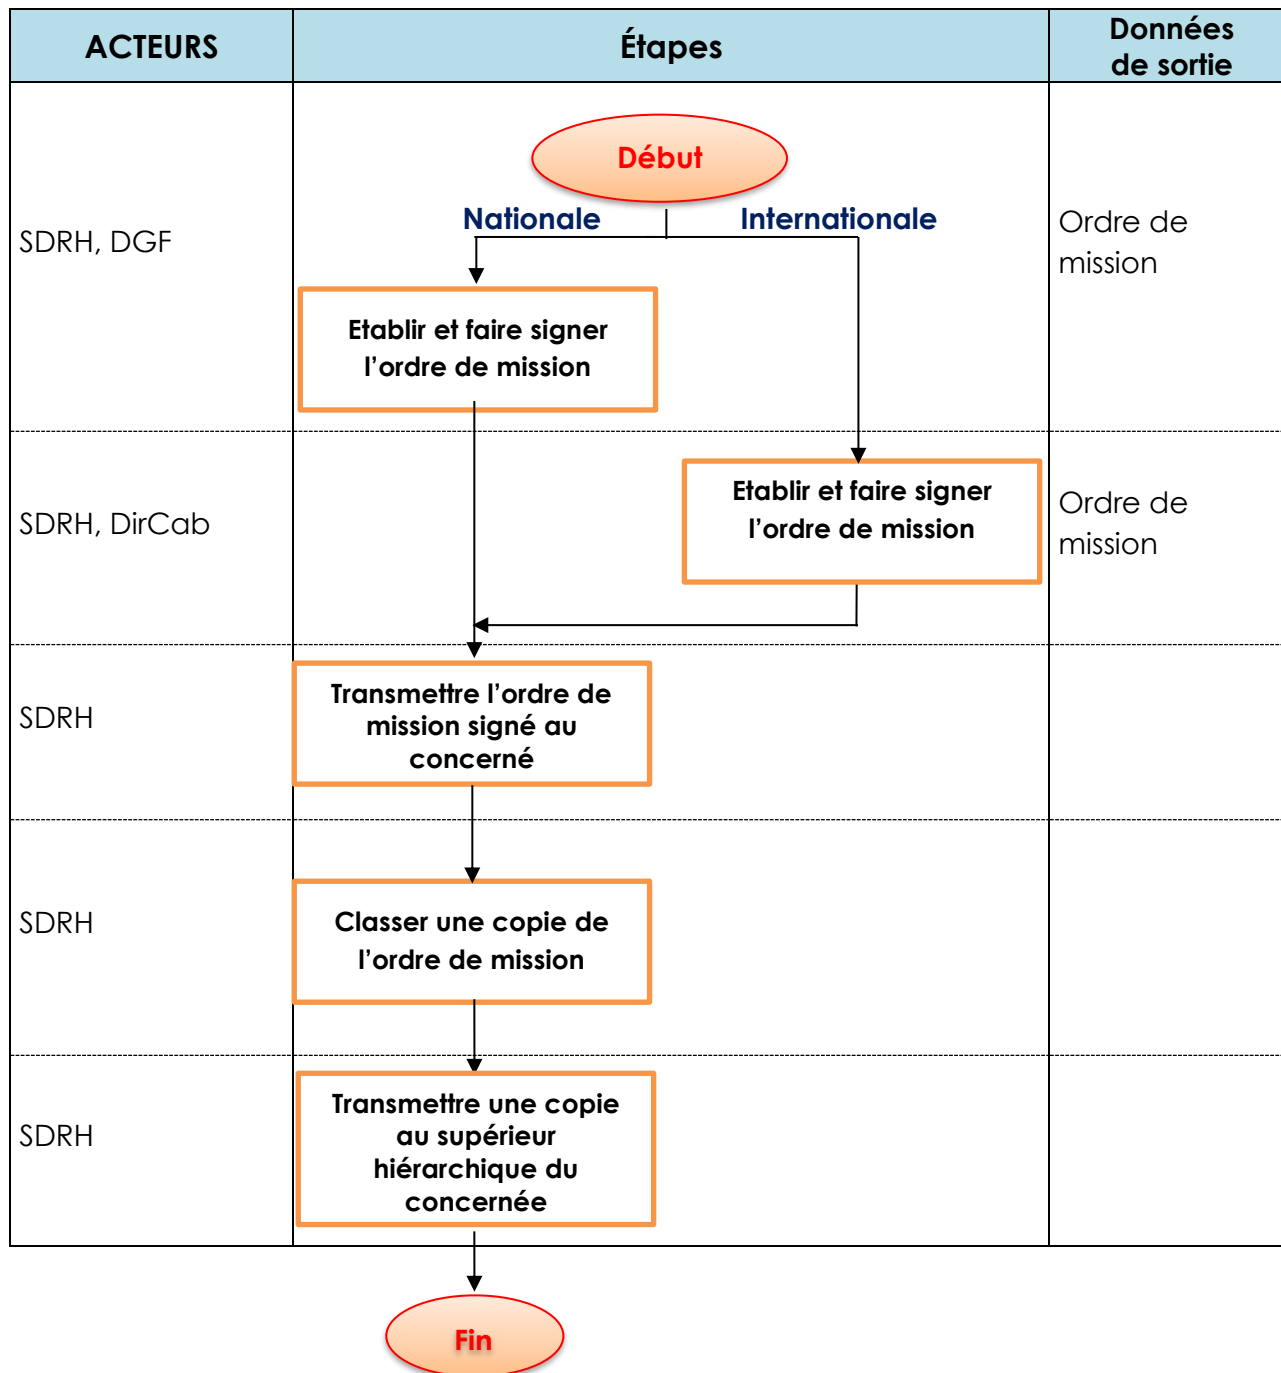 ACTEURS
Étapes
Données
de sortie
Début
Nationale
Internationale
SDRH, DGF
Ordre de
mission
Etablir et faire signer
l’ordre de mission
SDRH, DirCab
Etablir et faire signer
l’ordre de mission
Ordre de
mission
SDRH
Transmettre l’ordre de
mission signé au
concerné
SDRH
Classer une copie de
l’ordre de mission
SDRH
Transmettre une copie
au supérieur
hiérarchique du
concernée
Fin